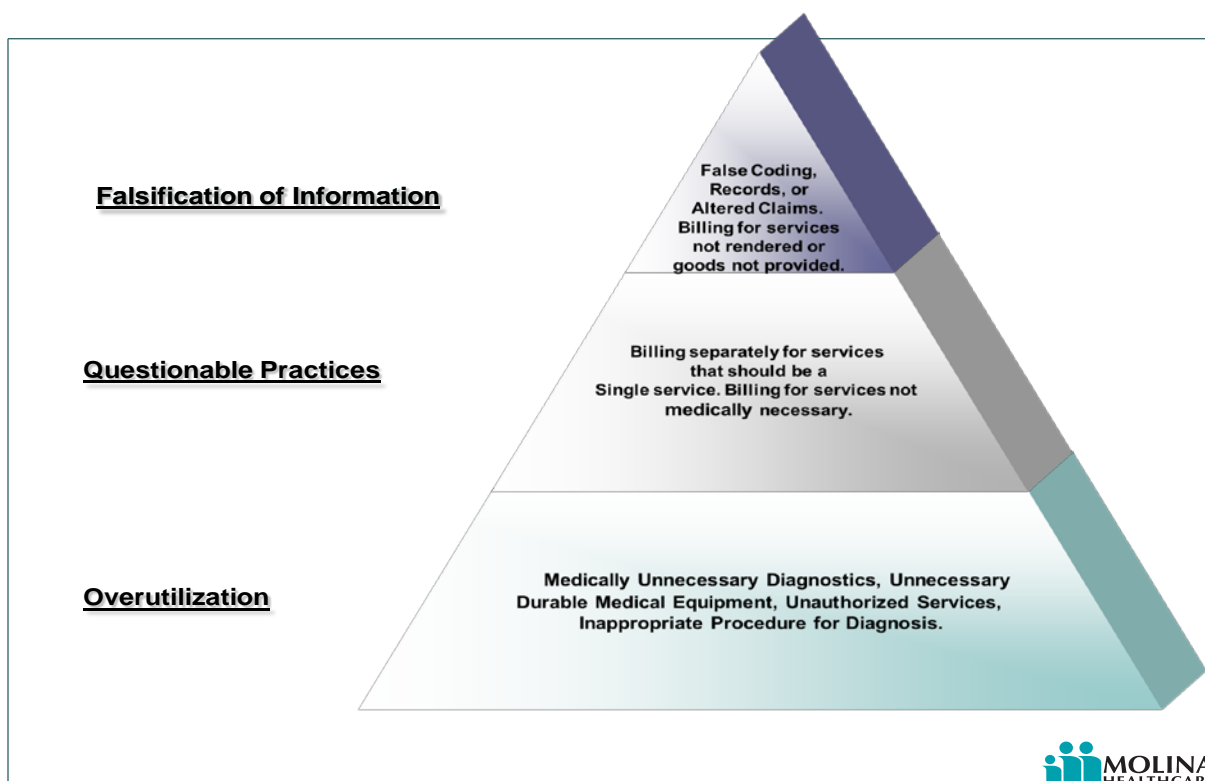 Falsification of Information
False Coding,
Records, or
Altered Claims.
Billing for services
not rendered or
goods not provided.
Questionable Practices
Billing separately for services
that should be a
Single service. Billing for services not
medically necessary.
Overutilization
Medically Unnecessary Diagnostics, Unnecessary
Durable Medical Equipment, Unauthorized Services,
Inappropriate Procedure for Diagnosis.
MOLINA
HEALTHCARE